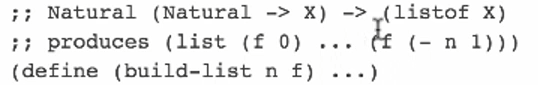 ;; Natural (Natural -> X) -> (listof X)
;; produces (list (f 0) ... (f (- n 1)))
(define (build-list n f) ...)